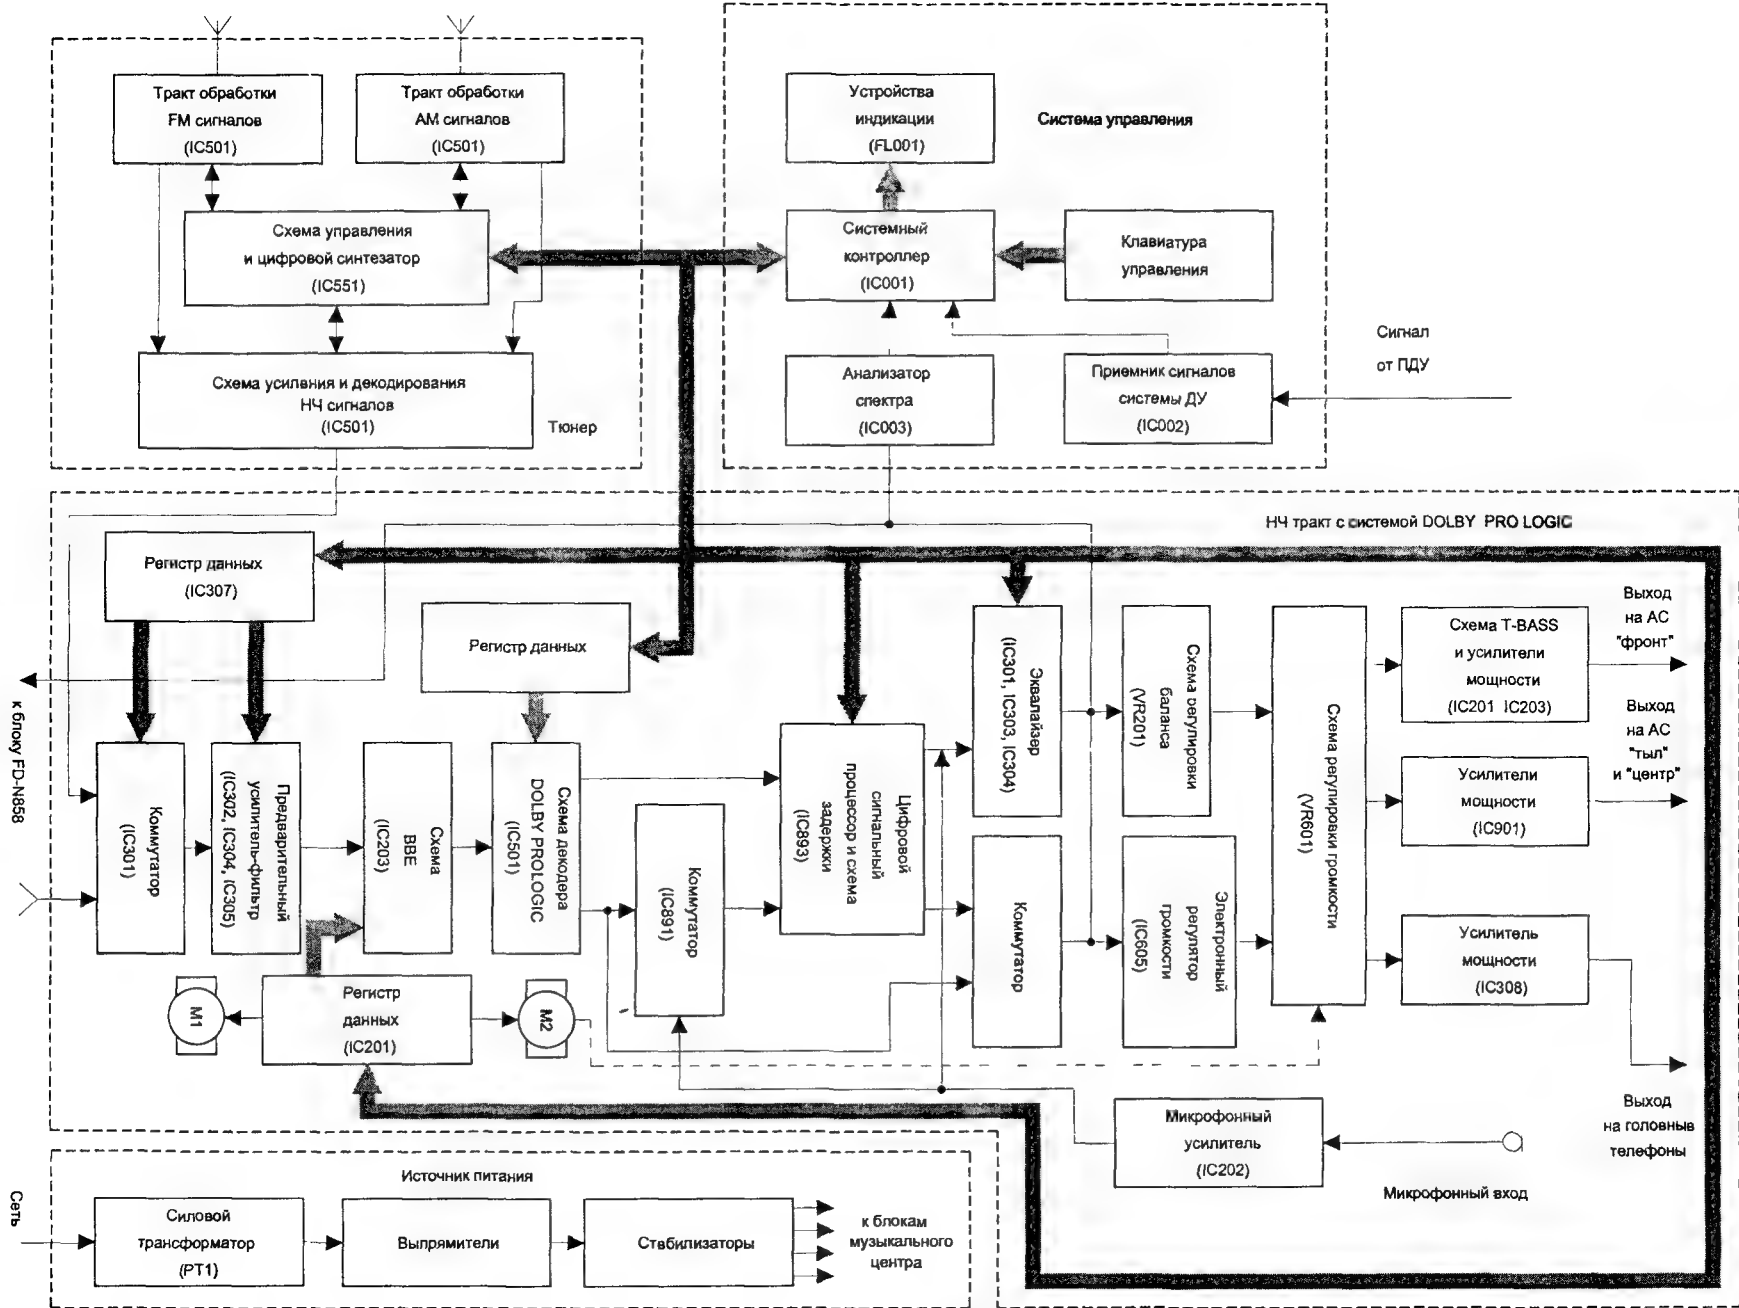 Тракт обработки
FM сигналов
(IC501)
Тракт обработки
АМ сигналов
(IC501)
Схема управления
и цифровой синтезатор
(IC551)
Схема усиления и декодирования
НЧ сигналов
(IC501)
Тюнер
Устройства
индикации
(FL001)
Система управления
Системный
контроллер
(IC001)
Клавиатура
управления
Анализатор
спектра
(IC003)
Приемник сигналов
системы ДУ
(IC002)
Сигнал
от ПДУ
НЧ тракт с системой DOLBY PRO LOGIC
Регистр данных
(IC307)
Регистр данных
к блоку FD-N858
Коммутатор
(IC301)
Предварительный
усилитель-фильтр
(IC302, IC304, IC305)
Схема
BBE
(IC203)
Схема декодера
DOLBY PROLOGIC
(IC501)
Коммутатор
(IC891)
Цифровой
сигнальный
процессор и схема
задержки
(IC893)
Эквалайзер
(IC301, IC303, IC304)
Коммутатор
Схема регулировки
баланса
(VR201)
Электронный
регулятор
громкости
(IC605)
Схема регулировки громкости
(VR601)
Схема T-BASS
и усилители
мощности
(IC201 IC203)
Усилители
мощности
(IC901)
Усилитель
мощности
(IC308)
Выход
на АС
"фронт"
Выход
на АС
"тыл"
и "центр"
Выход
на головныв
телефоны
M1
Регистр
данных
(IC201)
M2
Микрофонный
усилитель
(IC202)
Микрофонный вход
Источник питания
Сеть
Силовой
трансформатор
(PT1)
Выпрямители
Ствбилизаторы
к блокам
музыкального
центра